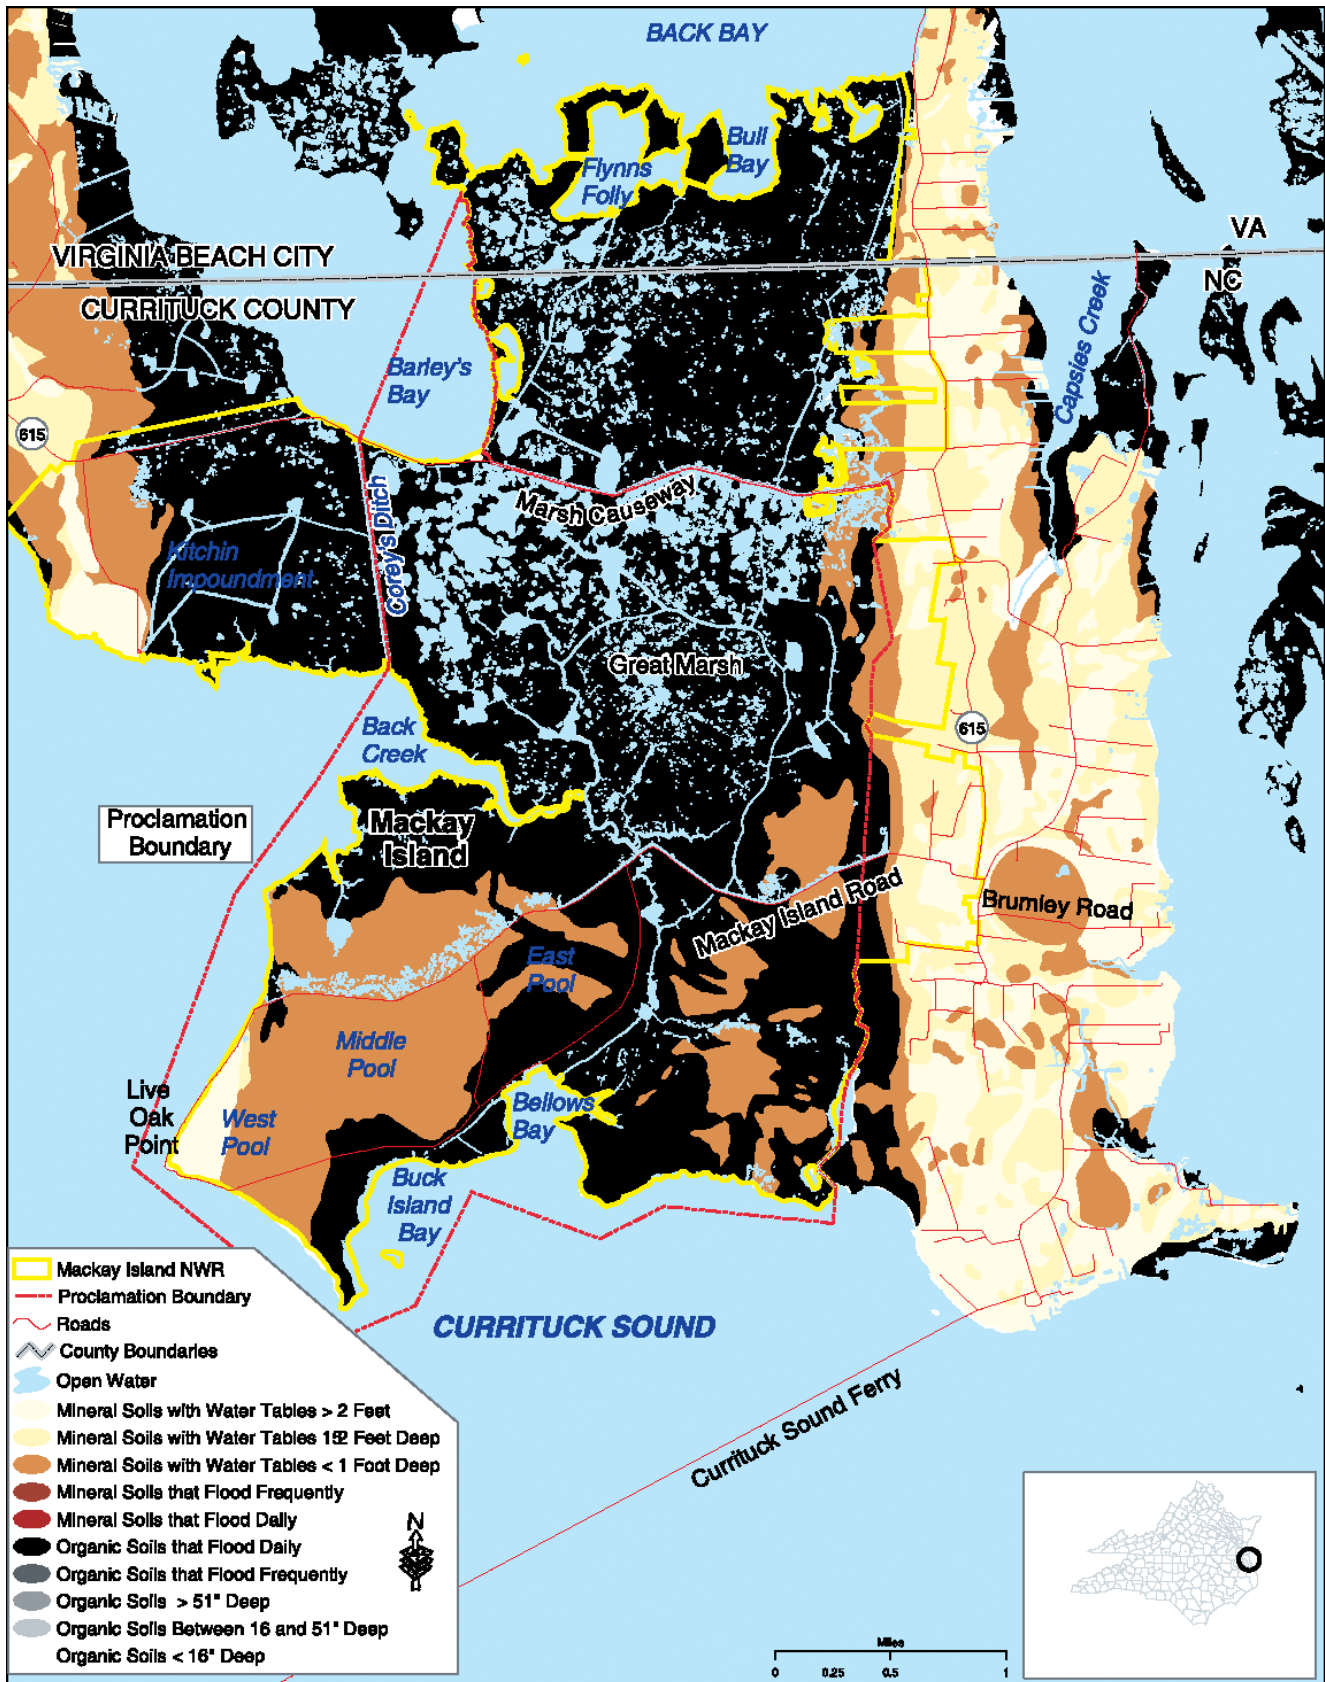 BACK BAY
Bull
Bay
Flynns
Folly
VA
VIRGINIA BEACH CITY
NC
CURRITUCK COUNTY
Capsies Creek
Barley's
Bay
615
Corey's Ditch
Marsh Causeway
Kitchin
Impoundment
Great Marsh
Back
Creek
615
Proclamation
Boundary
Mackay
Island
Mackay Island Road
Brumley Road
East
Pool
Middle
Pool
Live
Oak
Point
West
Pool
Bellows
Bay
Buck
Island
Bay
CURRITUCK SOUND
Currituck Sound Ferry
Mackay Island NWR
Proclamation Boundary
Roads
County Boundaries
Open Water
Mineral Soils with Water Tables > 2 Feet
Mineral Soils with Water Tables 1 2 Feet Deep
Mineral Soils with Water Tables < 1 Foot Deep
Mineral Soils that Flood Frequently
Mineral Soils that Flood Daily
Organic Soils that Flood Daily
Organic Soils that Flood Frequently
Organic Soils > 51" Deep
Organic Soils Between 16 and 51" Deep
Organic Soils < 16" Deep
N
Miles
0 0.25 0.5 1